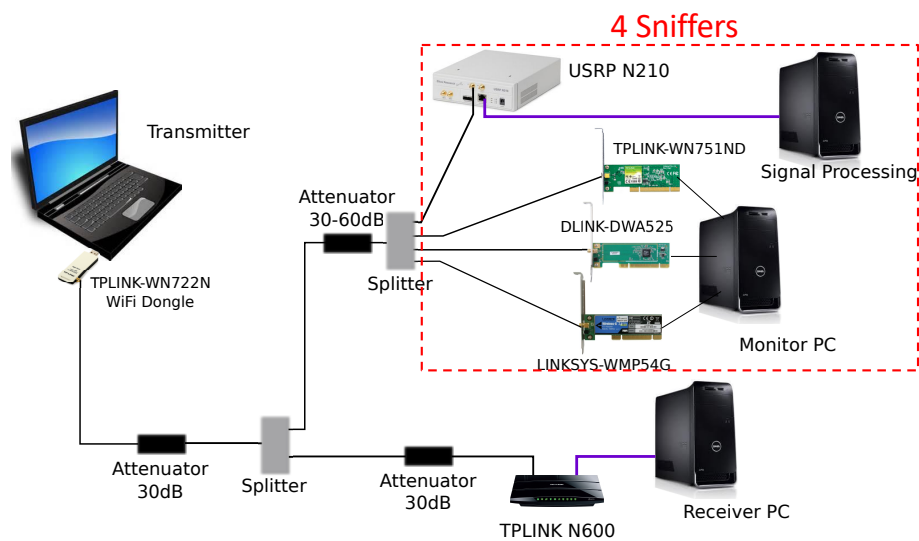 4 Sniffers
USRP N210
Transmitter
TPLINK-WN751ND
Signal Processing
Attenuator
30-60dB
DLINK-DWA525
Splitter
TPLINK-WN722N
WiFi Dongle
Monitor PC
LINKSYS-WMP54G
Attenuator
30dB
Splitter
Attenuator
30dB
Receiver PC
TPLINK N600